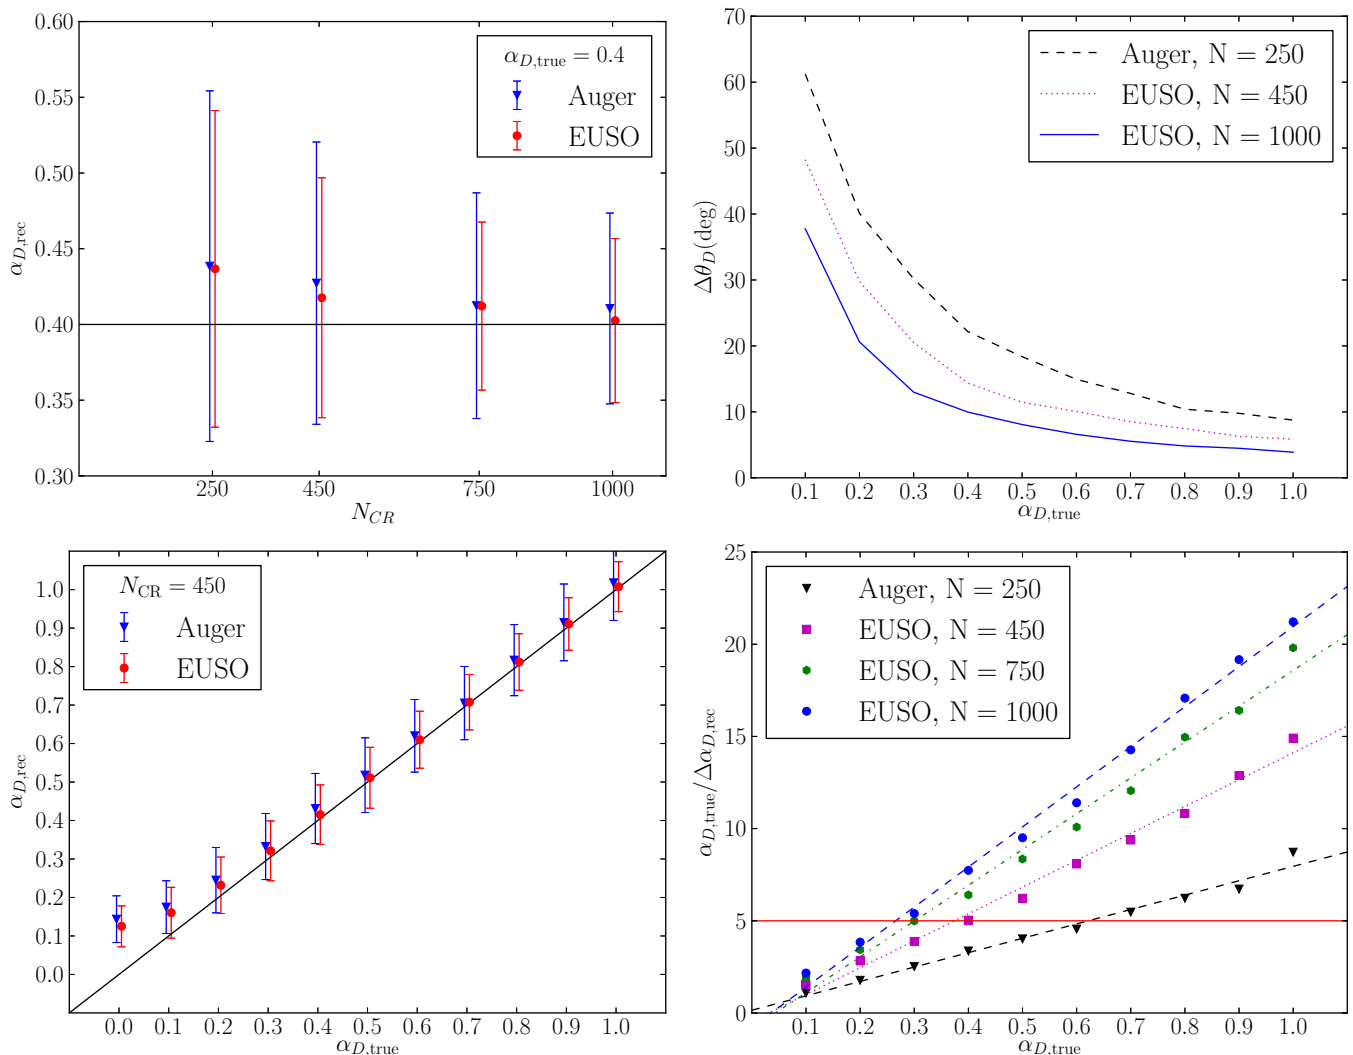 0.60
0.55
0.50
0.45
0.40
0.35
0.30
α_{D,rec}
α_{D,true} = 0.4
Auger
EUSO
250 450 750 1000
N_{CR}
70
60
50
40
30
20
10
0
Δθ_D(deg)
Auger, N = 250
EUSO, N = 450
EUSO, N = 1000
0.1 0.2 0.3 0.4 0.5 0.6 0.7 0.8 0.9 1.0
α_{D,true}
1.0
0.9
0.8
0.7
0.6
0.5
0.4
0.3
0.2
0.1
0.0
α_{D,rec}
N_{CR} = 450
Auger
EUSO
0.0 0.1 0.2 0.3 0.4 0.5 0.6 0.7 0.8 0.9 1.0
α_{D,true}
25
20
15
10
5
0
α_{D,true}/Δα_{D,rec}
Auger, N = 250
EUSO, N = 450
EUSO, N = 750
EUSO, N = 1000
0.1 0.2 0.3 0.4 0.5 0.6 0.7 0.8 0.9 1.0
α_{D,true}